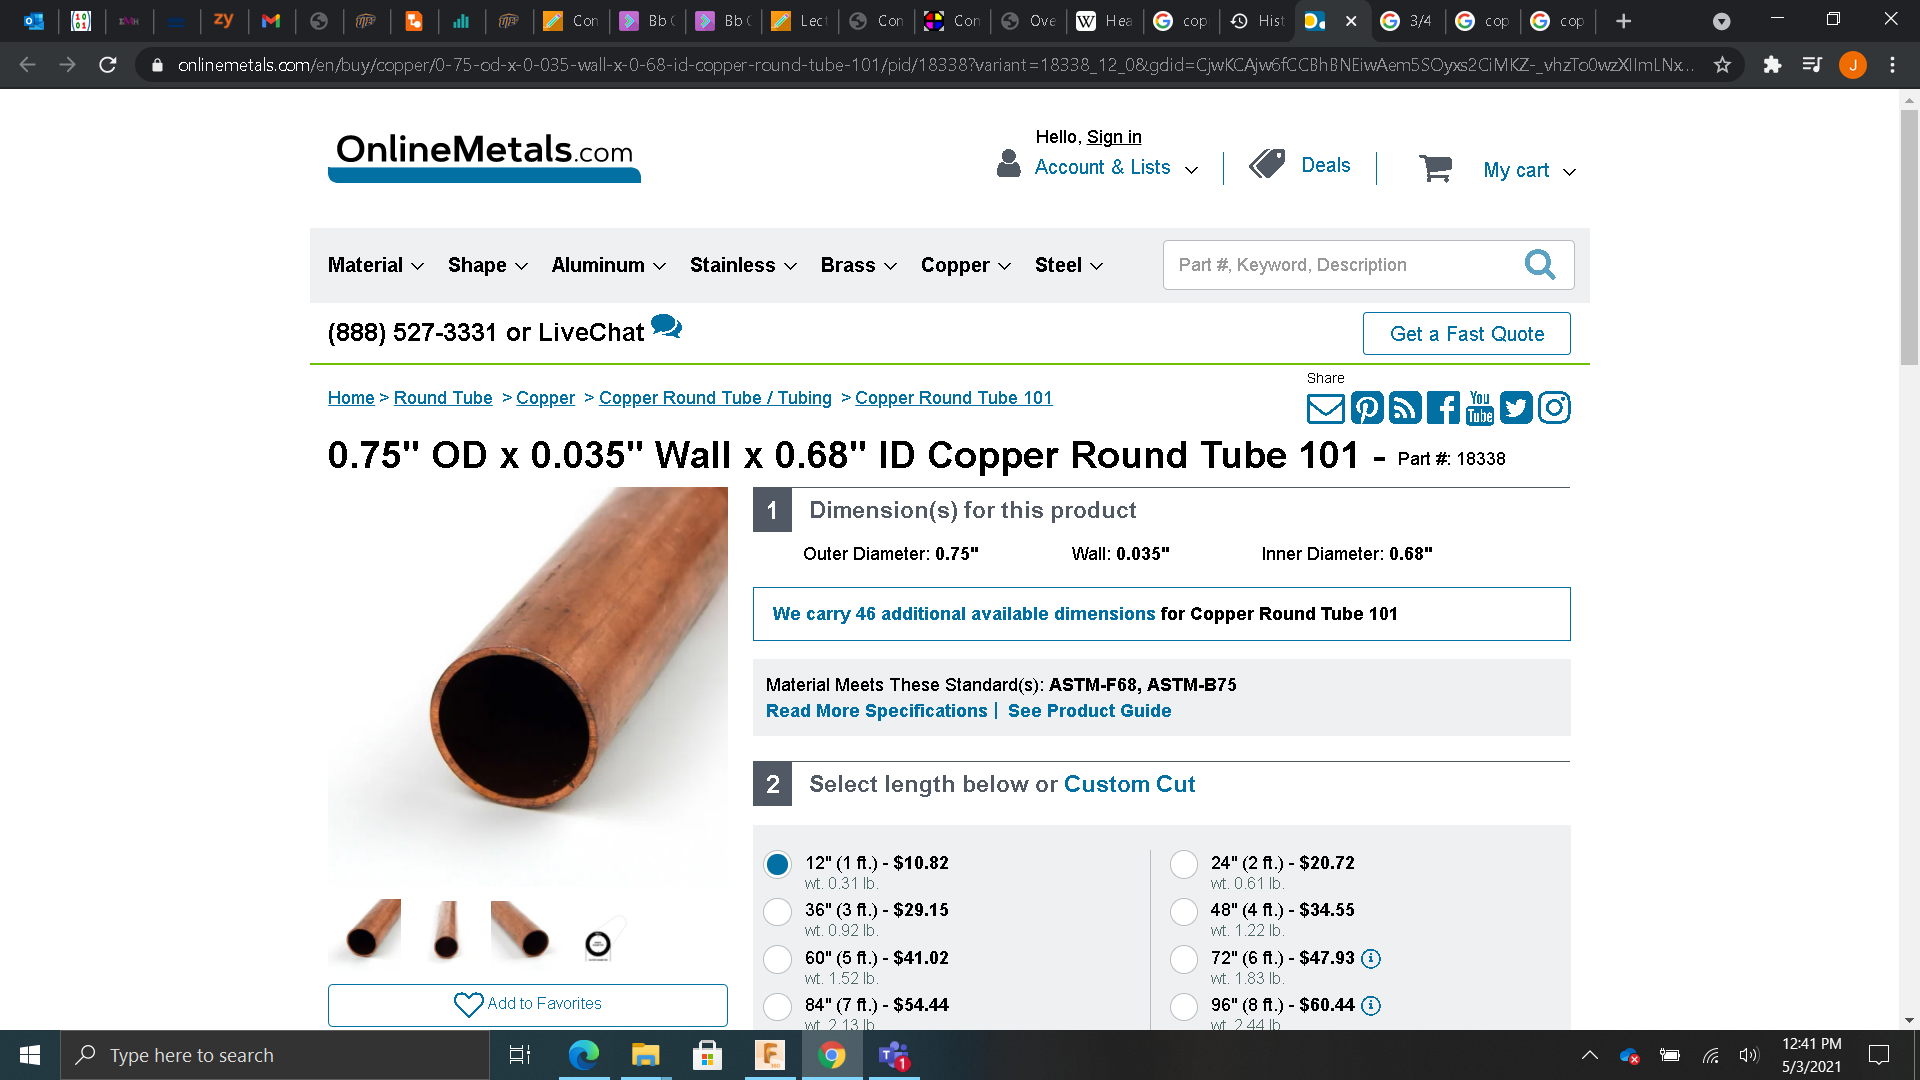 10
01
zy
Con
Bb
Bb
Lect
Con
Con
Ove
Hea
cop
Hist
3/4
cop
cop
onlinemetals.com/en/buy/copper/0-75-od-x-0-035-wall-x-0-68-id-copper-round-tube-101/pid/18338?variant=18338_12_0&gdid=CjwKCAjw6fCCBhBNEiwAem5SOyxs2CiMKZ-_vhzTo0wzXIImLNx...
J
OnlineMetals.com
Hello, Sign in
Account & Lists
Deals
My cart
Material Shape Aluminum Stainless Brass Copper Steel
Part #, Keyword, Description
(888) 527-3331 or LiveChat
Get a Fast Quote
Share
Home > Round Tube > Copper > Copper Round Tube / Tubing > Copper Round Tube 101
You
Tube
0.75" OD x 0.035" Wall x 0.68" ID Copper Round Tube 101 - Part #: 18338
1 Dimension(s) for this product
Outer Diameter: 0.75" Wall: 0.035" Inner Diameter: 0.68"
We carry 46 additional available dimensions for Copper Round Tube 101
Material Meets These Standard(s): ASTM-F68, ASTM-B75
Read More Specifications | See Product Guide
2 Select length below or Custom Cut
12" (1 ft.) - $10.82
wt. 0.31 lb.
24" (2 ft.) - $20.72
wt. 0.61 lb.
36" (3 ft.) - $29.15
wt. 0.92 lb.
48" (4 ft.) - $34.55
wt. 1.22 lb.
60" (5 ft.) - $41.02
wt. 1.52 lb.
72" (6 ft.) - $47.93
wt. 1.83 lb.
84" (7 ft.) - $54.44
wt. 2.13 lb.
96" (8 ft.) - $60.44
wt. 2.44 lb.
Add to Favorites
Type here to search
1
12:41 PM
5/3/2021